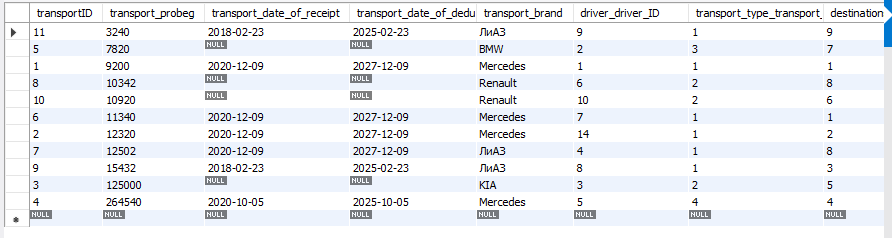 transportID transport_probeg transport_date_of_receipt transport_date_of_dedu transport_brand driver_driver_ID transport_type_transport_ destination
11 3240 2018-02-23 2025-02-23 ЛиАЗ 9 1 9
5 7820 NULL NULL BMW 2 3 7
1 9200 2020-12-09 2027-12-09 Mercedes 1 1 1
8 10342 NULL NULL Renault 6 2 8
10 10920 NULL NULL Renault 10 2 6
6 11340 2020-12-09 2027-12-09 Mercedes 7 1 1
2 12320 2020-12-09 2027-12-09 Mercedes 14 1 2
7 12502 2020-12-09 2027-12-09 ЛиАЗ 4 1 8
9 15432 2018-02-23 2025-02-23 ЛиАЗ 8 1 3
3 125000 NULL NULL KIA 3 2 5
4 264540 2020-10-05 2025-10-05 Mercedes 5 4 4
NULL NULL NULL NULL NULL NULL NULL NULL